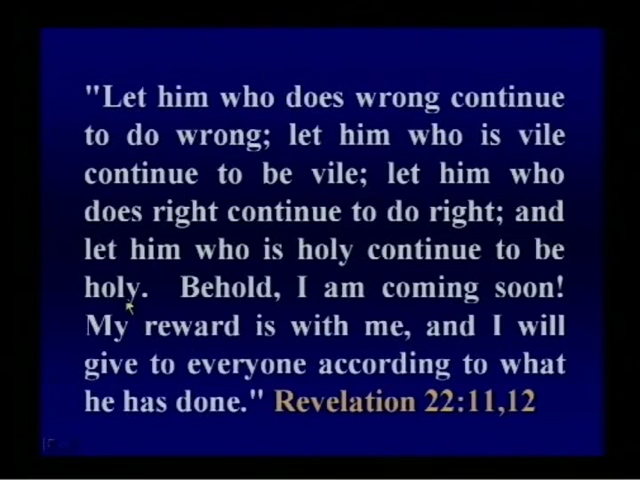 "Let him who does wrong continue
to do wrong; let him who is vile
continue to be vile; let him who
does right continue to do right; and
let him who is holy continue to be
holy. Behold, I am coming soon!
My reward is with me, and I will
give to everyone according to what
he has done." Revelation 22:11,12